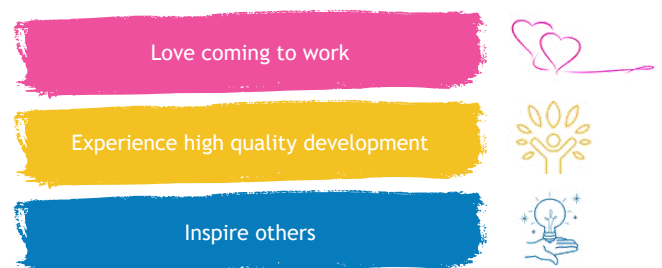 Love coming to work
Experience high quality development
Inspire others